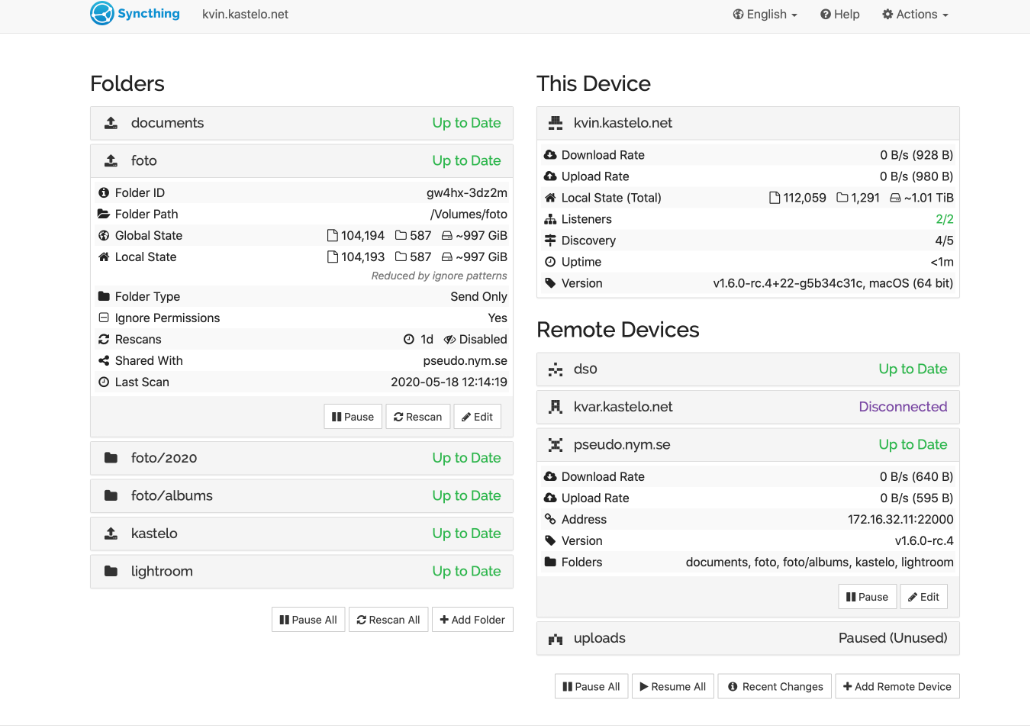 Syncthing kvin.kastelo.net English Help Actions
Folders
documents Up to Date
foto Up to Date
Folder ID gw4hx-3dz2m
Folder Path /Volumes/foto
Global State 104,194 587 ~997 GiB
Local State 104,193 587 ~997 GiB
Reduced by ignore patterns
Folder Type Send Only
Ignore Permissions Yes
Rescans 1d Disabled
Shared With pseudo.nym.se
Last Scan 2020-05-18 12:14:19
Pause Rescan Edit
foto/2020 Up to Date
foto/albums Up to Date
kastelo Up to Date
lightroom Up to Date
Pause All Rescan All Add Folder
This Device
kvin.kastelo.net
Download Rate 0 B/s (928 B)
Upload Rate 0 B/s (980 B)
Local State (Total) 112,059 1,291 ~1.01 TiB
Listeners 2/2
Discovery 4/5
Uptime <1m
Version v1.6.0-rc.4+22-g5b34c31c, macOS (64 bit)
Remote Devices
ds0 Up to Date
kvar.kastelo.net Disconnected
pseudo.nym.se Up to Date
Download Rate 0 B/s (640 B)
Upload Rate 0 B/s (595 B)
Address 172.16.32.11:22000
Version v1.6.0-rc.4
Folders documents, foto, foto/albums, kastelo, lightroom
Pause Edit
uploads Paused (Unused)
Pause All Resume All Recent Changes Add Remote Device